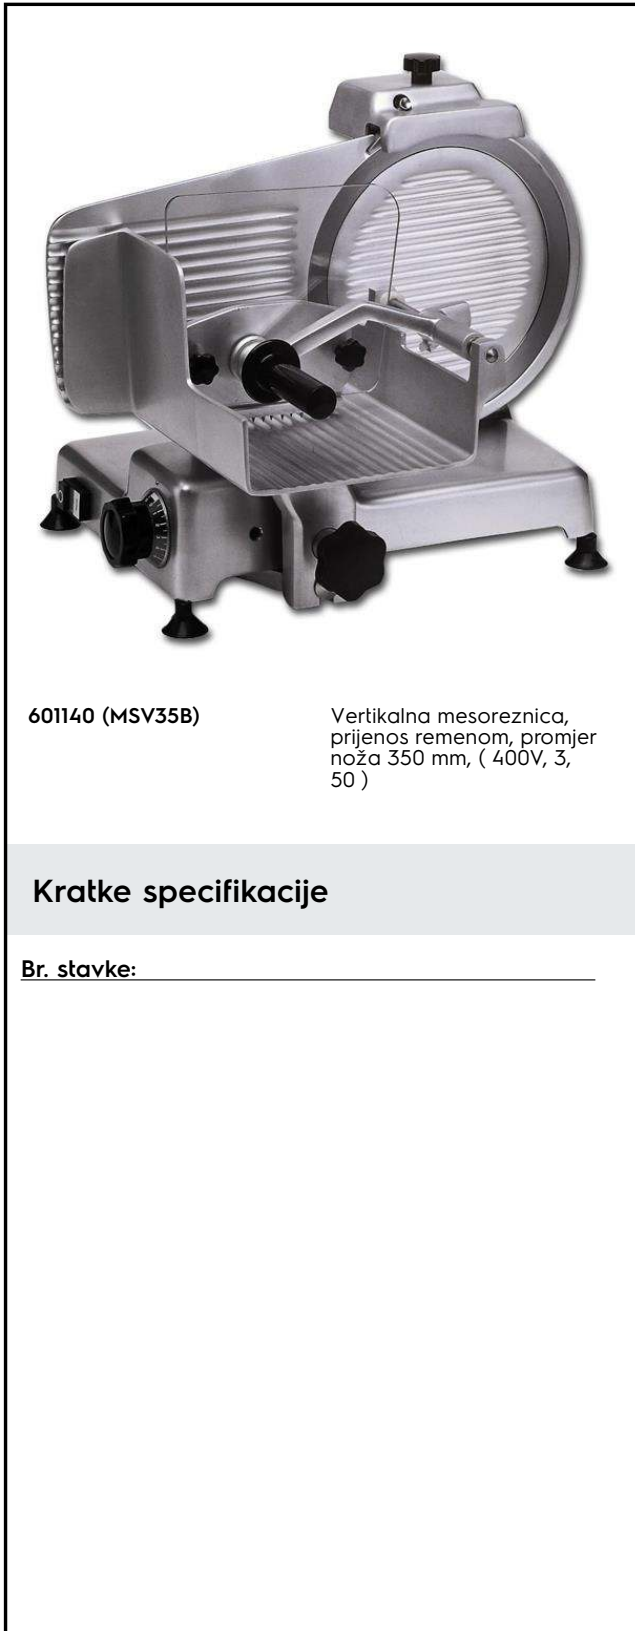 601140 (MSV35B)
Vertikalna mesoreznica,
prijenos remenom, promjer
noža 350 mm, ( 400V, 3,
50 )
Kratke specifikacije
Br. stavke: